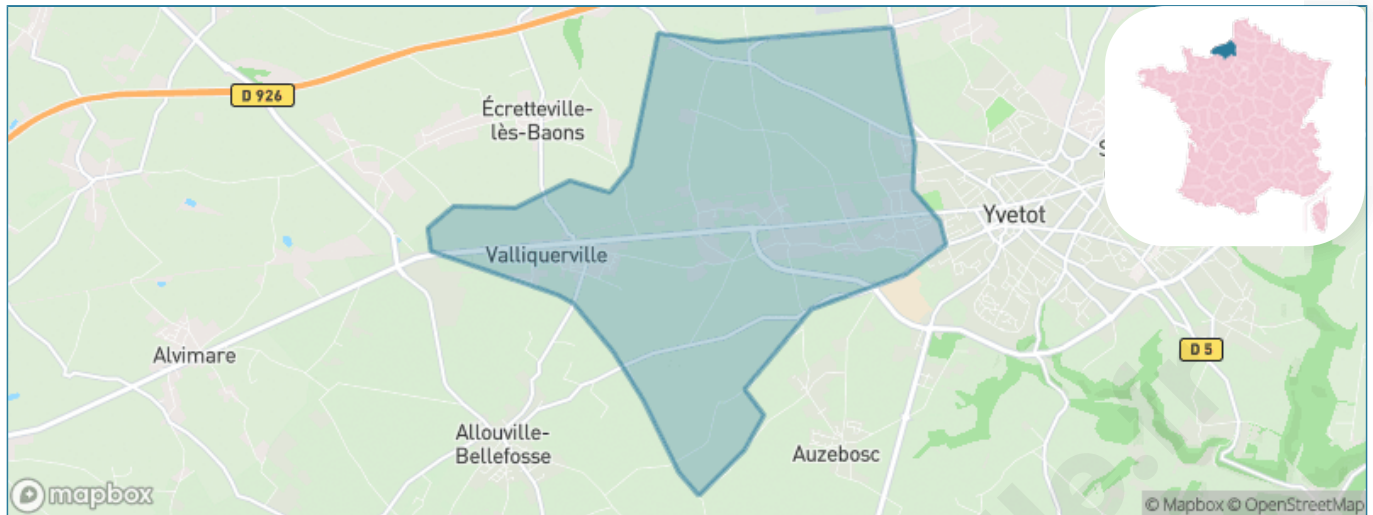 D 926
Écretteville-
lès-Baons
Yvetot
Valliquerville
Alvimare
D 5
Allouville-
Bellefosse
Auzebosc
mapbox
© Mapbox © OpenStreetMap